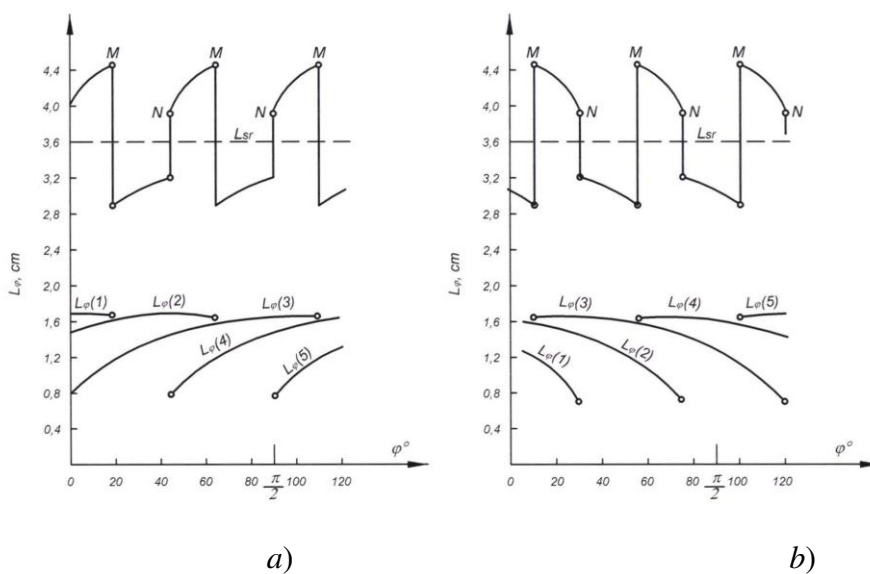 M M M M M M
4,4 4,4
4,0 N N 4,0 N N N
3,6 Lsr 3,6 Lsr
3,2 3,2
2,8 2,8
2,4 2,4
Lφ, cm Lφ, cm
2,0 2,0
Lφ(1) Lφ(2) Lφ(3) Lφ(3) Lφ(4) Lφ(5)
1,6 1,6
Lφ(4) Lφ(2)
1,2 Lφ(5) 1,2 Lφ(1)
0,8 0,8
0,4 0,4
φ° φ°
0 20 40 60 80 π/2 100 120 0 20 40 60 80 π/2 100 120
a) b)